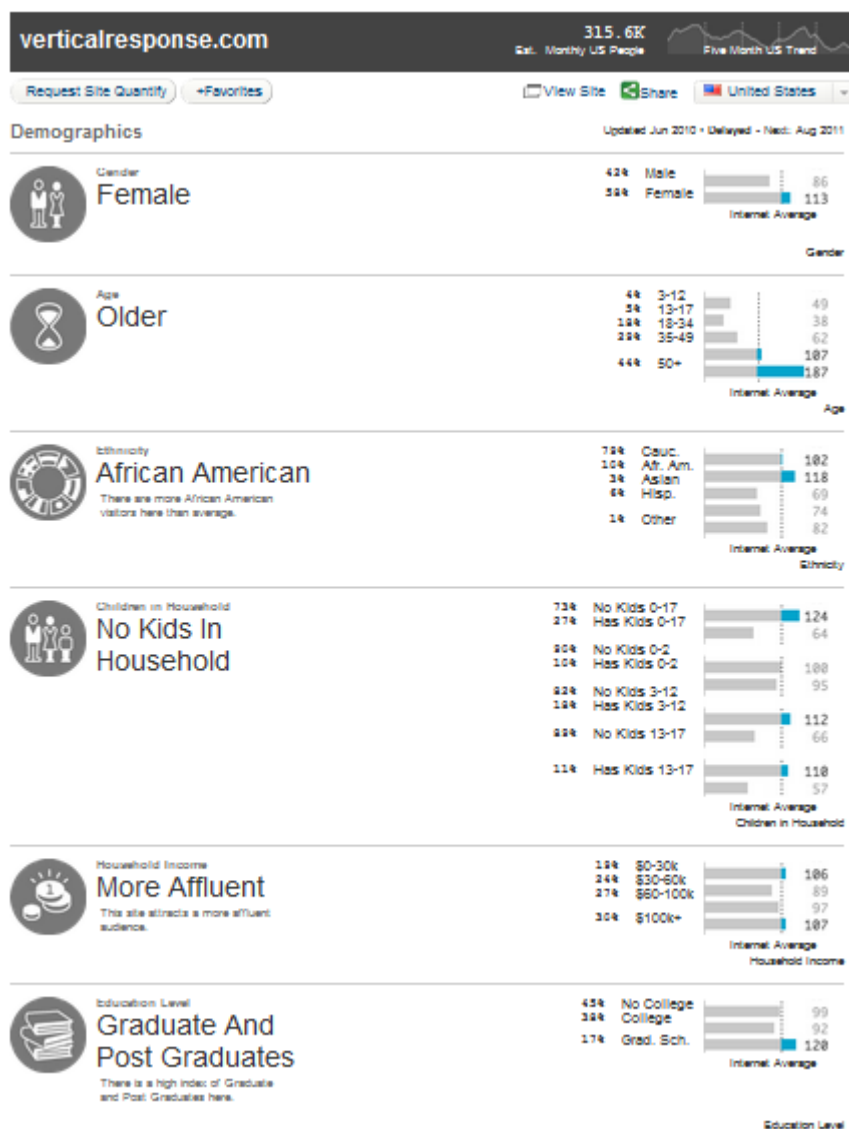 verticalresponse.com
315.6K
Est. Monthly US People
Five Month US Trend
Request Site Quantify
+Favorites
View Site
Share
United States
Demographics
Updated Jun 2010 • Delayed - Next: Aug 2011
Gender
Female
42% Male 86
58% Female 113
Internet Average
Gender
Age
Older
3-12 49
5% 13-17 38
18% 18-34 62
35-49 107
44% 50+ 187
Internet Average
Age
Ethnicity
African American
There are more African American
visitors here than average.
Cauc. 102
10% Afr. Am. 118
3% Asian 69
6% Hisp. 74
1% Other 82
Internet Average
Ethnicity
Children in Household
No Kids In
Household
73% No Kids 0-17 124
27% Has Kids 0-17 64
90% No Kids 0-2 100
10% Has Kids 0-2 95
82% No Kids 3-12 112
18% Has Kids 3-12 66
No Kids 13-17 110
11% Has Kids 13-17 57
Internet Average
Children in Household
Household Income
More Affluent
This site attracts a more affluent
audience.
$0-30k 106
$30-60k 89
27% $60-100k 97
30% $100k+ 107
Internet Average
Household Income
Education Level
Graduate And
Post Graduates
There is a high index of Graduate
and Post Graduates here.
45% No College 99
38% College 92
17% Grad. Sch. 120
Internet Average
Education Level